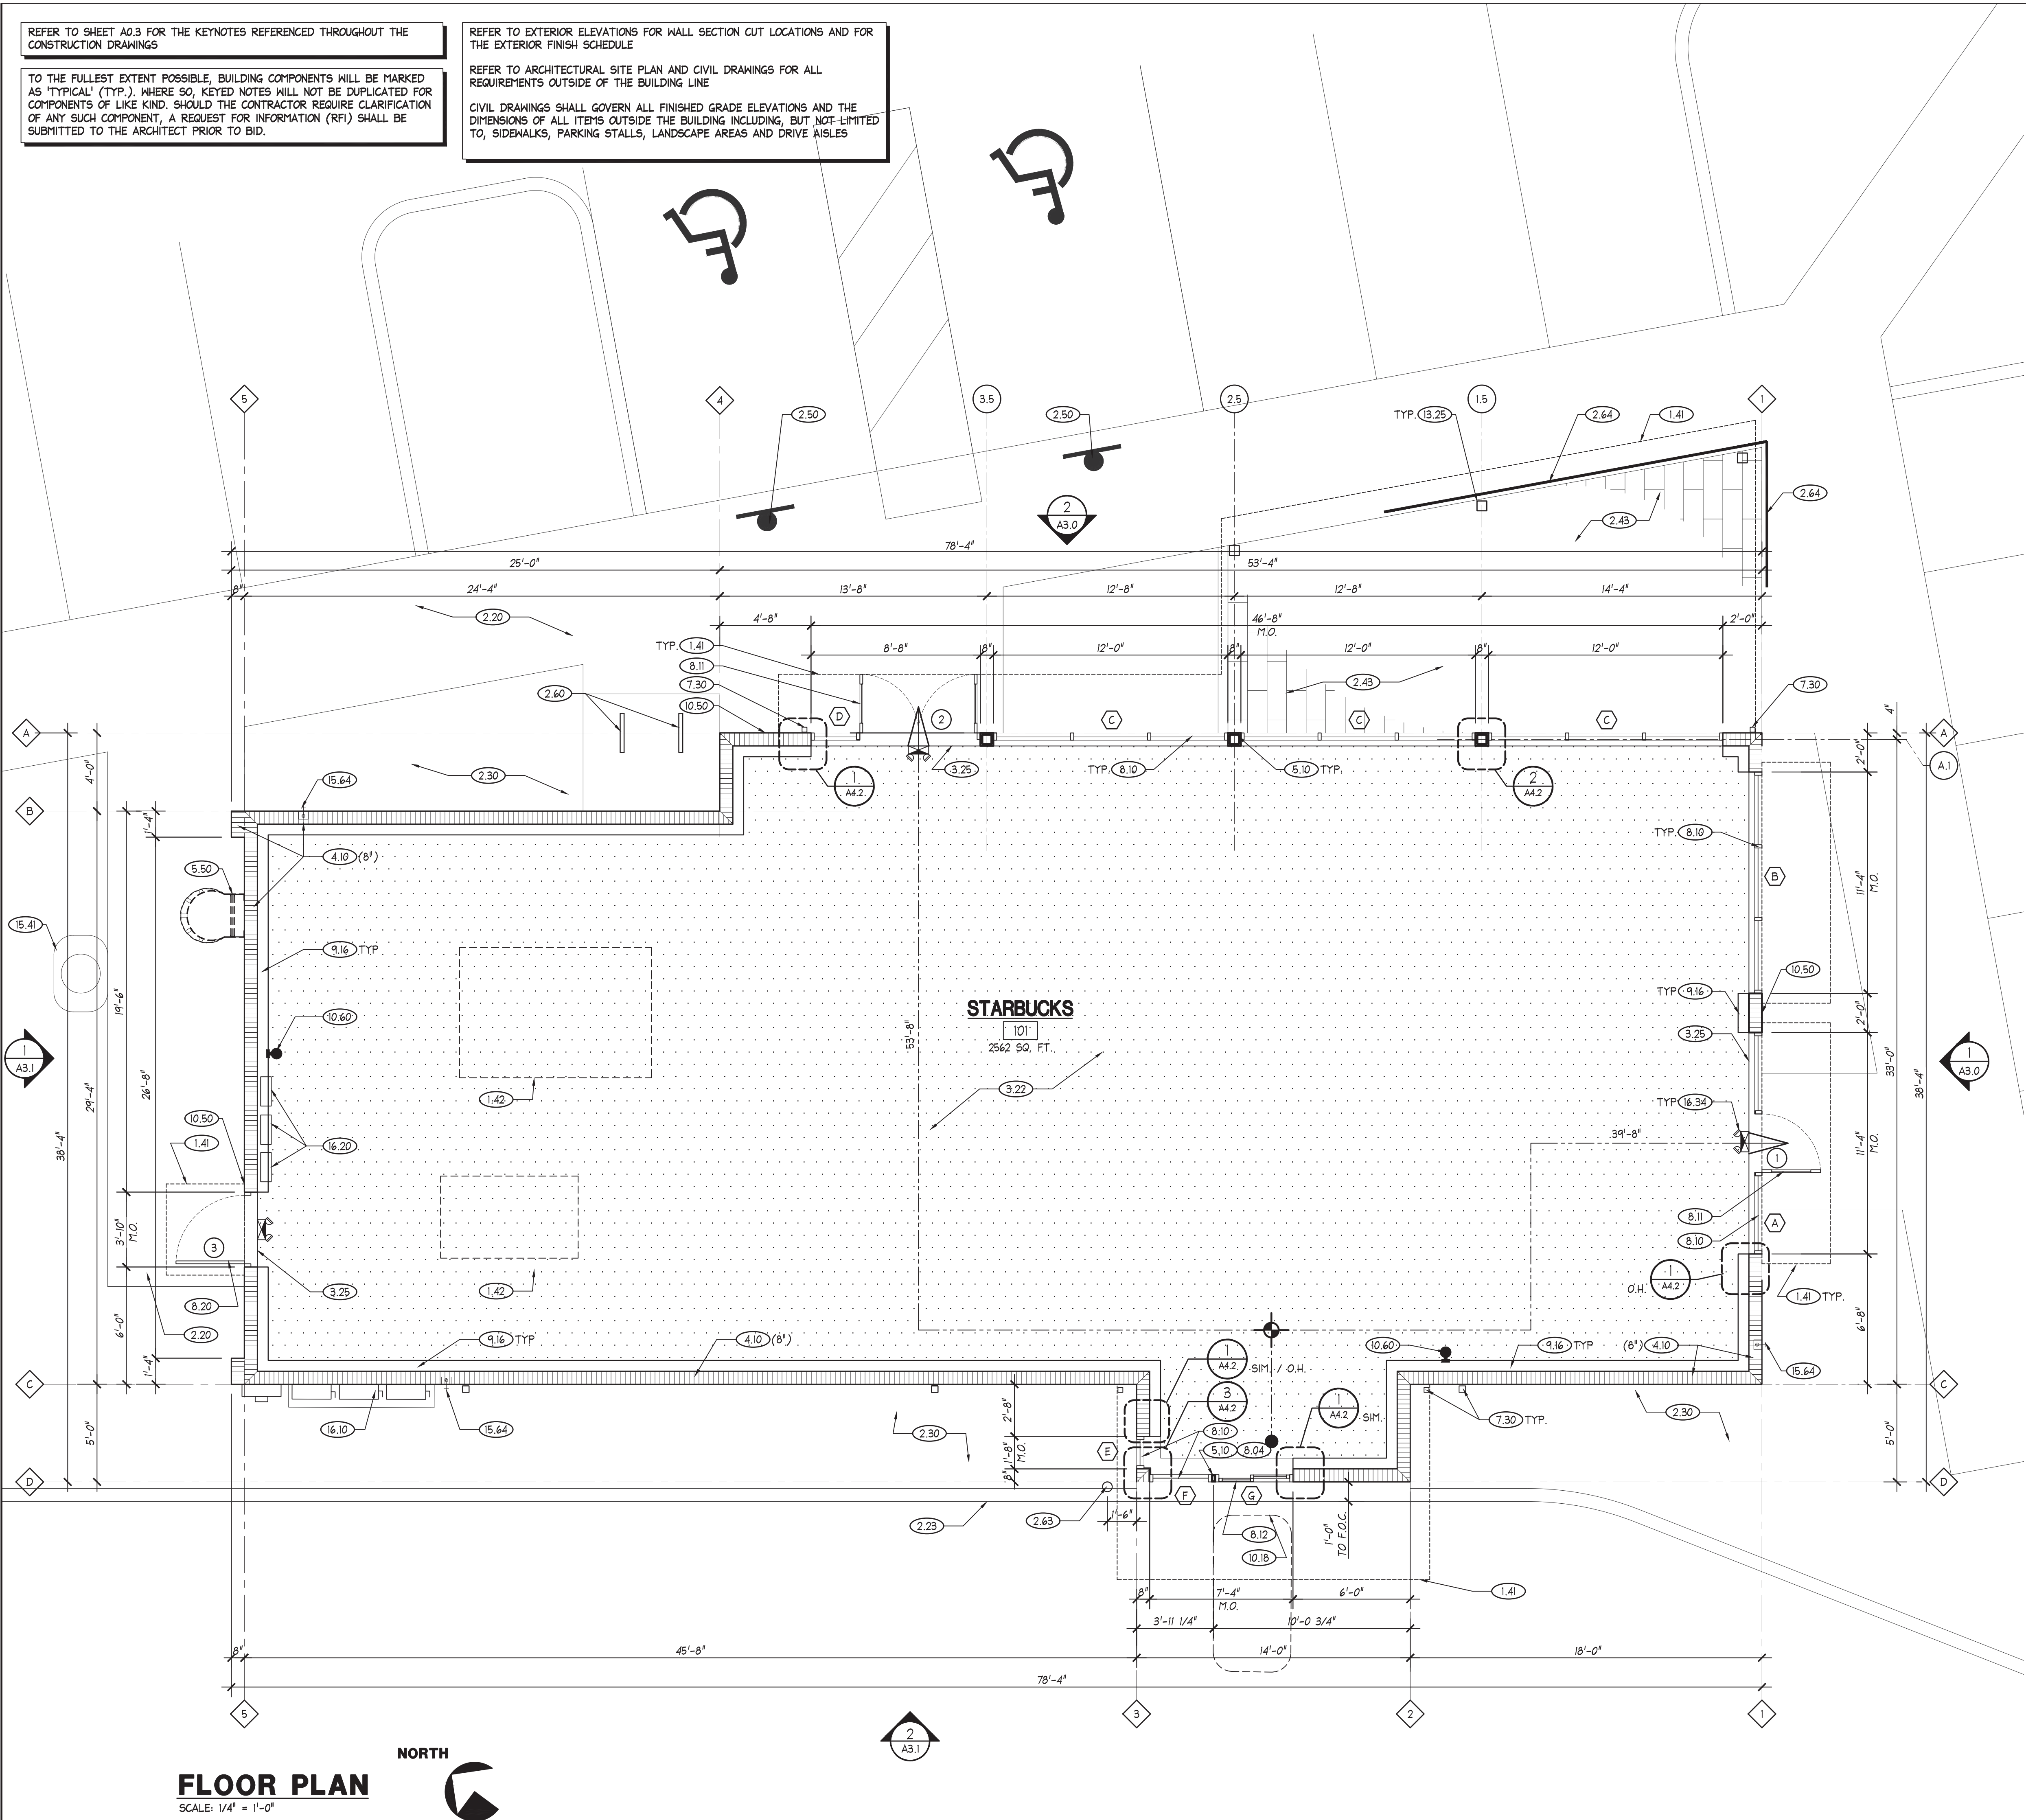 REFER TO SHEET A0.3 FOR THE KEYNOTES REFERENCED THROUGHOUT THE
CONSTRUCTION DRAWINGS
TO THE FULLEST EXTENT POSSIBLE, BUILDING COMPONENTS WILL BE MARKED
AS 'TYPICAL' (TYP.). WHERE SO, KEYED NOTES WILL NOT BE DUPLICATED FOR
COMPONENTS OF LIKE KIND. SHOULD THE CONTRACTOR REQUIRE CLARIFICATION
OF ANY SUCH COMPONENT, A REQUEST FOR INFORMATION (RFI) SHALL BE
SUBMITTED TO THE ARCHITECT PRIOR TO BID.
REFER TO EXTERIOR ELEVATIONS FOR WALL SECTION CUT LOCATIONS AND FOR
THE EXTERIOR FINISH SCHEDULE
REFER TO ARCHITECTURAL SITE PLAN AND CIVIL DRAWINGS FOR ALL
REQUIREMENTS OUTSIDE OF THE BUILDING LINE
CIVIL DRAWINGS SHALL GOVERN ALL FINISHED GRADE ELEVATIONS AND THE
DIMENSIONS OF ALL ITEMS OUTSIDE THE BUILDING INCLUDING, BUT NOT LIMITED
TO, SIDEWALKS, PARKING STALLS, LANDSCAPE AREAS AND DRIVE AISLES
5 4 3.5 2.5 1.5 1
2.50 2.50 TYP. 13.25 2.64 1.41
2.64
2
A3.0
2.43
78'-4"
25'-0" 53'-4"
8" 24'-4" 13'-8" 12'-8" 12'-8" 14'-4"
2.20
4'-8" 46'-8" 2'-0"
M.O.
TYP. 1.41
8'-8" 8" 12'-0" 8" 12'-0" 8" 12'-0"
8.11
7.30
2.60
2.43
7.30
10.50
D 2 C C C
4"
A A
A.1
4'-0"
2'-0"
15.64
2.30
1
A4.2
3.25
TYP. 8.10
5.10 TYP.
2
A4.2
B
1'-4"
TYP. 8.10
4.10 (8")
5.50
B
11'-4"
M.O.
15.41
9.16 TYP
10.50
19'-6"
STARBUCKS
101
2562 SQ. FT.
TYP 9.16
2'-0"
10.60
53'-8"
3.25
33'-0"
1
A3.1
1
A3.0
29'-4"
26'-8"
38'-4"
3.22
1.42
TYP 16.34
10.50
1.41
16.20
39'-8"
38'-4"
11'-4"
M.O.
1
3'-10"
M.O.
8.11
A
8.10
3
3.25
8.20
1.42
O.H.
1
A4.2
1.41 TYP.
2.20
6'-0"
6'-8"
9.16 TYP
4.10 (8")
1
A4.2
SIM. / O.H.
10.60
9.16 TYP
(8") 4.10
15.64
1'-4"
C C
3
A4.2
1
A4.2
SIM.
16.10
15.64
2.30
2'-8"
7.30 TYP.
2.30
8.10
5'-0"
5'-0"
E
5.10 8.04
1'-8"
M.O.
8"
D D
F G
2.23
2.63
1'-6"
8.12
10.18
1'-0"
TO F.O.C.
1.41
8" 7'-4" 6'-0"
M.O.
3'-11 1/4" 10'-0 3/4"
8" 45'-8" 14'-0" 18'-0"
78'-4"
5 3 2 1
2
A3.1
NORTH
FLOOR PLAN
SCALE: 1/4" = 1'-0"